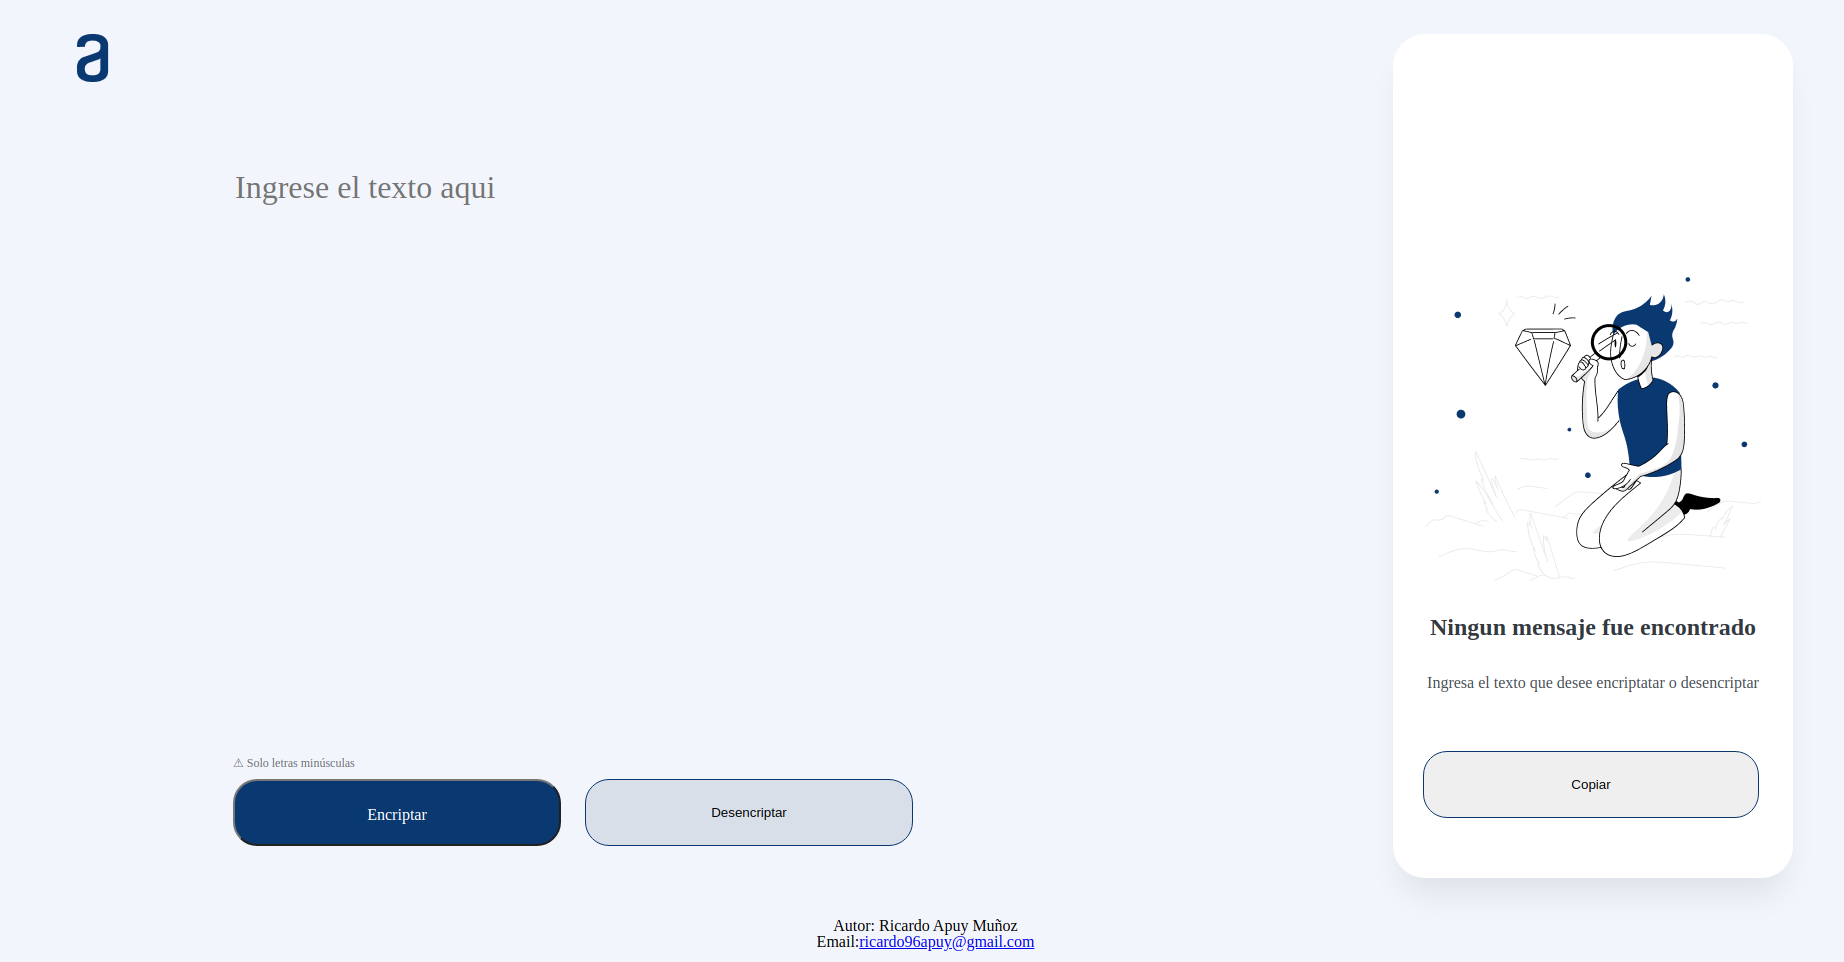 a
Ingrese el texto aqui
⚠ Solo letras minúsculas
Encriptar
Desencriptar
Ningun mensaje fue encontrado
Ingresa el texto que desee encriptatar o desencriptar
Copiar
Autor: Ricardo Apuy Muñoz
Email:ricardo96apuy@gmail.com